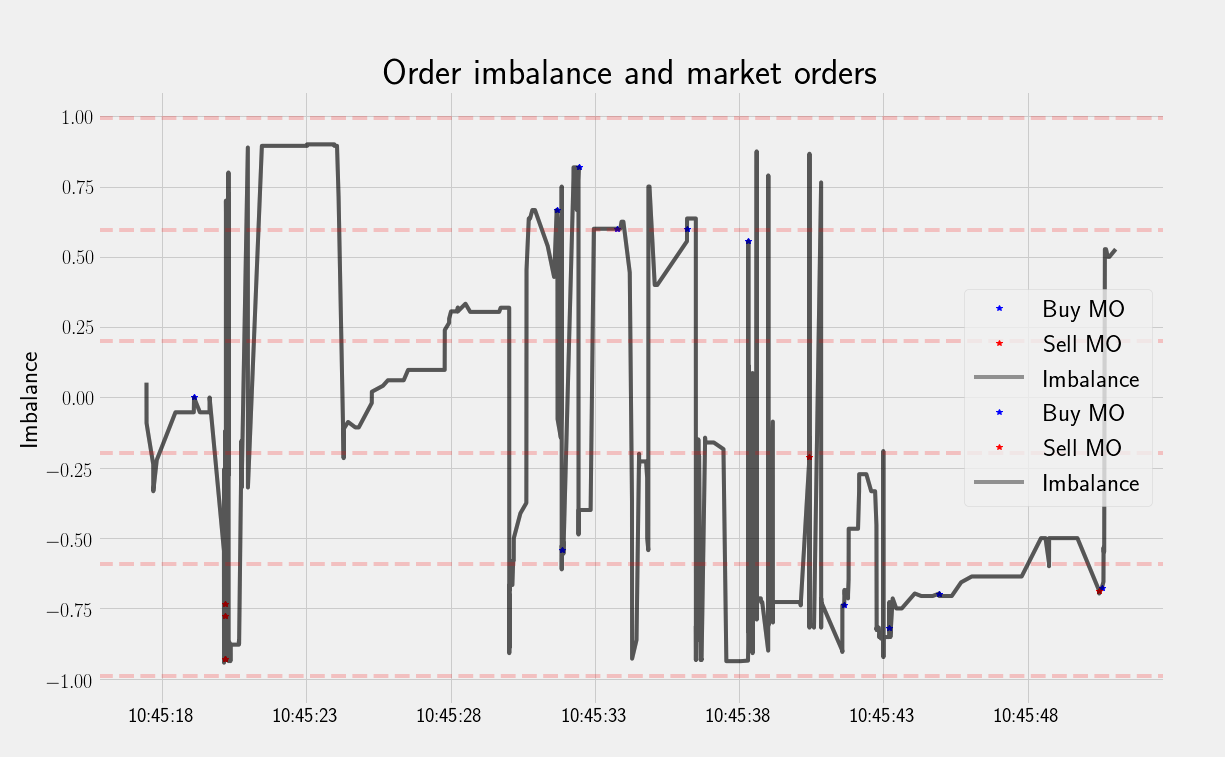 Order imbalance and market orders
1.00
0.75
0.50
0.25
0.00
−0.25
−0.50
−0.75
−1.00
Imbalance
Buy MO
Sell MO
Imbalance
Buy MO
Sell MO
Imbalance
10:45:18 10:45:23 10:45:28 10:45:33 10:45:38 10:45:43 10:45:48